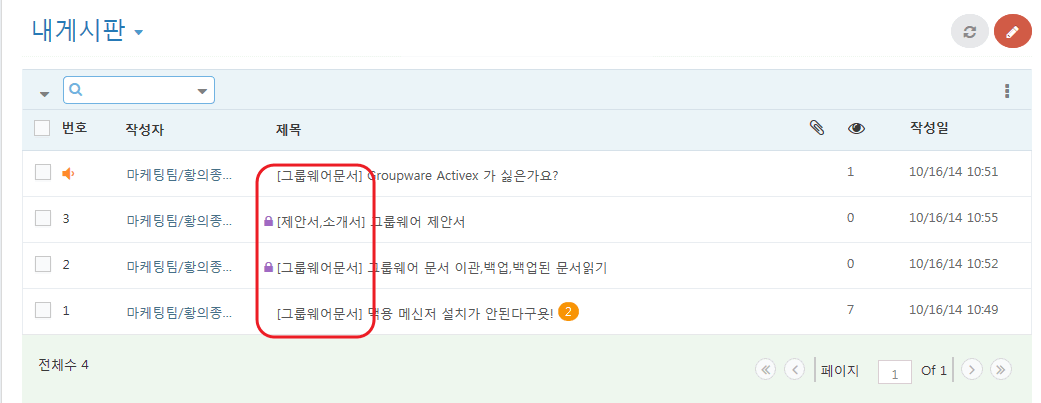 내게시판
번호 작성자 제목 작성일
마케팅팀/황의종... [그룹웨어문서] Groupware Activex 가 싫은가요? 1 10/16/14 10:51
3 마케팅팀/황의종... [제안서,소개서] 그룹웨어 제안서 0 10/16/14 10:55
2 마케팅팀/황의종... [그룹웨어문서] 그룹웨어 문서 이관,백업,백업된 문서읽기 0 10/16/14 10:52
1 마케팅팀/황의종... [그룹웨어문서] 맥용 메신저 설치가 안된다구욧! 2 7 10/16/14 10:49
전체수 4 페이지 1 Of 1